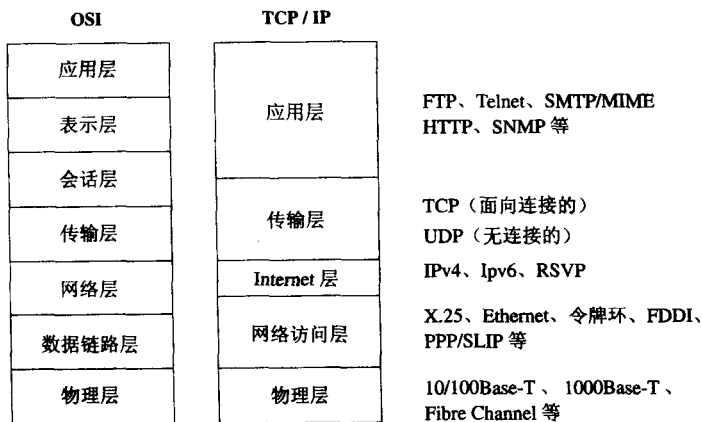 OSI
TCP / IP
应用层
表示层
会话层
传输层
网络层
数据链路层
物理层
应用层
传输层
Internet 层
网络访问层
物理层
FTP、Telnet、SMTP/MIME
HTTP、SNMP 等
TCP（面向连接的）
UDP（无连接的）
IPv4、Ipv6、RSVP
X.25、Ethernet、令牌环、FDDI、
PPP/SLIP 等
10/100Base-T 、 1000Base-T 、
Fibre Channel 等